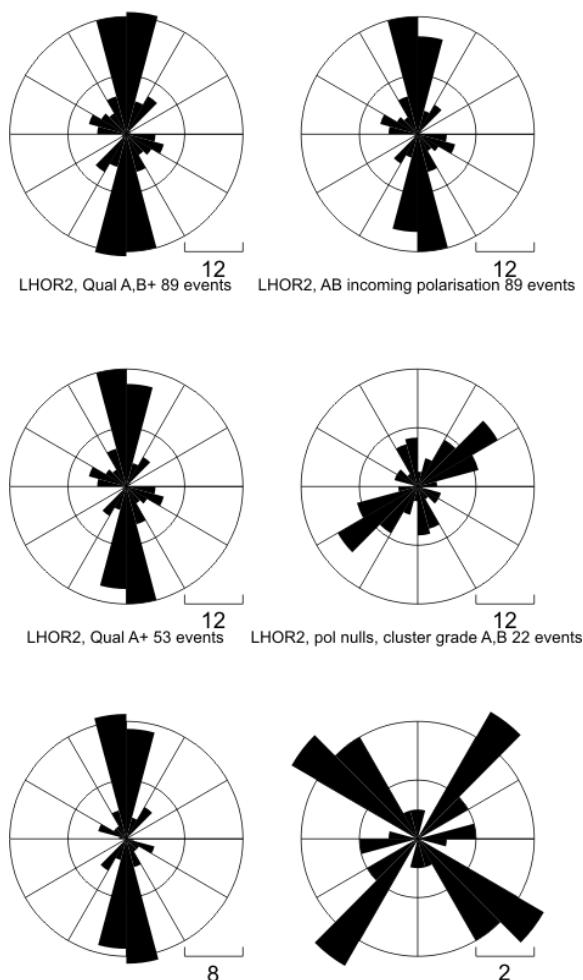 12
12
LHOR2, Qual A,B+ 89 events
LHOR2, AB incoming polarisation 89 events
12
12
LHOR2, Qual A+ 53 events
LHOR2, pol nulls, cluster grade A,B 22 events
8
2